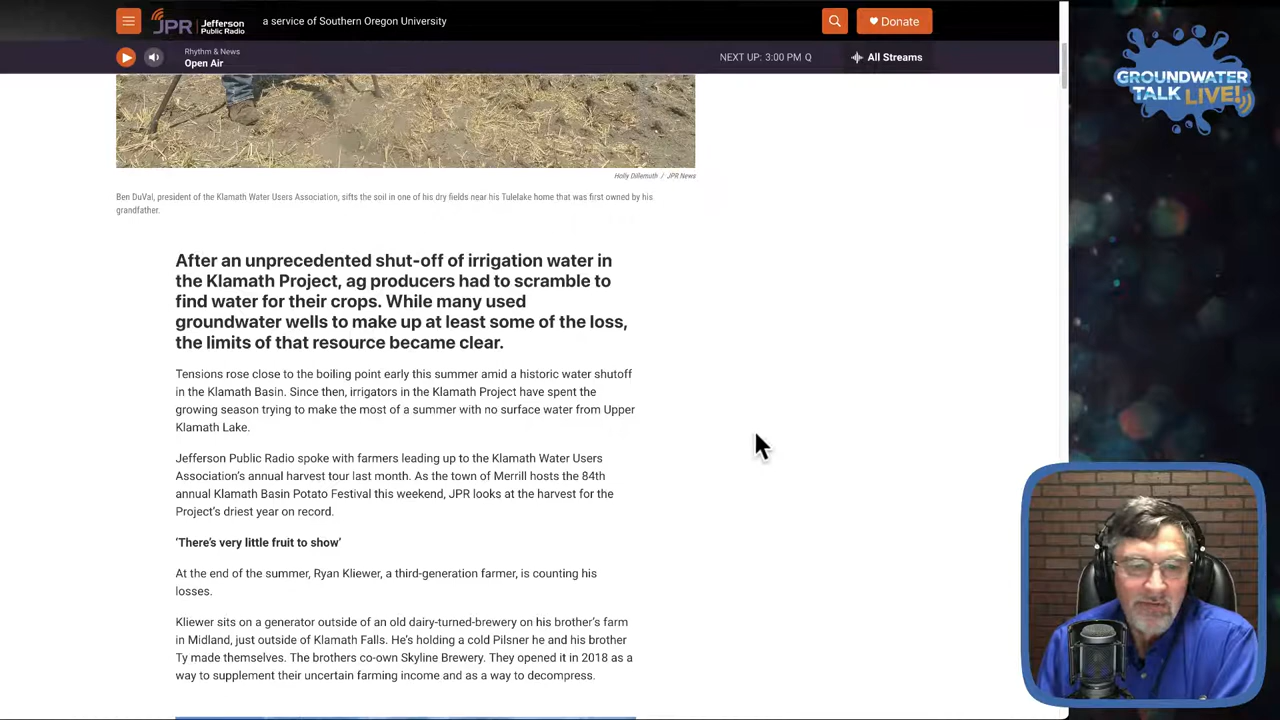 JPR
Jefferson
Public Radio
a service of Southern Oregon University
Donate
Rhythm & News
Open Air
NEXT UP: 3:00 PM Q
All Streams
GROUNDWATER
TALK LIVE!
Holly Dillemuth / JPR News
Ben DuVal, president of the Klamath Water Users Association, sifts the soil in one of his dry fields near his Tulelake home that was first owned by his
grandfather.
After an unprecedented shut-off of irrigation water in
the Klamath Project, ag producers had to scramble to
find water for their crops. While many used
groundwater wells to make up at least some of the loss,
the limits of that resource became clear.
Tensions rose close to the boiling point early this summer amid a historic water shutoff
in the Klamath Basin. Since then, irrigators in the Klamath Project have spent the
growing season trying to make the most of a summer with no surface water from Upper
Klamath Lake.
Jefferson Public Radio spoke with farmers leading up to the Klamath Water Users
Association's annual harvest tour last month. As the town of Merrill hosts the 84th
annual Klamath Basin Potato Festival this weekend, JPR looks at the harvest for the
Project's driest year on record.
'There's very little fruit to show'
At the end of the summer, Ryan Kliewer, a third-generation farmer, is counting his
losses.
Kliewer sits on a generator outside of an old dairy-turned-brewery on his brother's farm
in Midland, just outside of Klamath Falls. He's holding a cold Pilsner he and his brother
Ty made themselves. The brothers co-own Skyline Brewery. They opened it in 2018 as a
way to supplement their uncertain farming income and as a way to decompress.